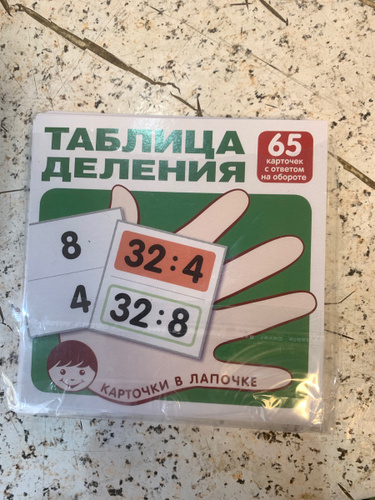 ТАБЛИЦА
ДЕЛЕНИЯ
65
карточек
с ответом
на обороте
8
4
32:4
32:8
КАРТОЧКИ В ЛАПОЧКЕ